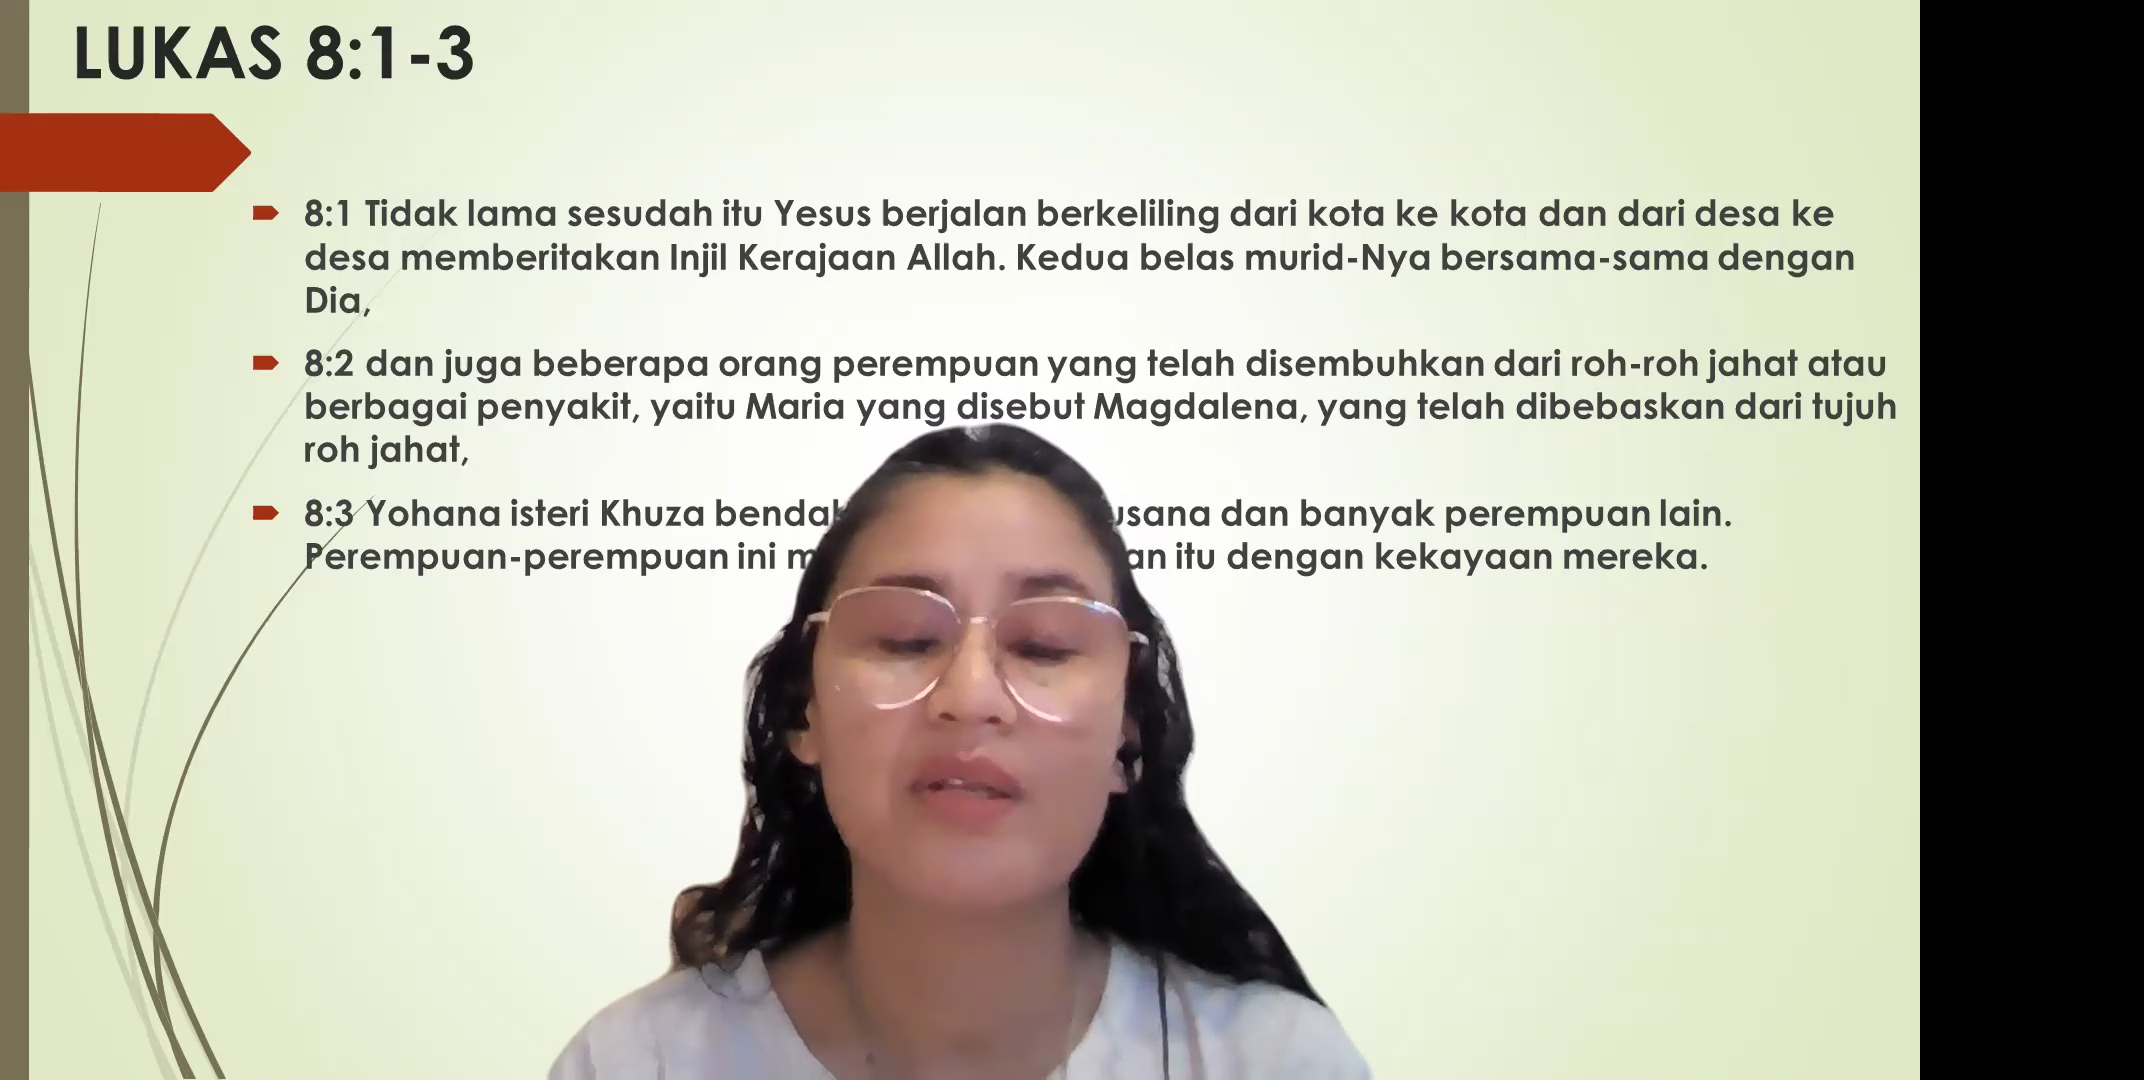 LUKAS 8:1-3
8:1 Tidak lama sesudah itu Yesus berjalan berkeliling dari kota ke kota dan dari desa ke
desa memberitakan Injil Kerajaan Allah. Kedua belas murid-Nya bersama-sama dengan
Dia,
8:2 dan juga beberapa orang perempuan yang telah disembuhkan dari roh-roh jahat atau
berbagai penyakit, yaitu Maria yang disebut Magdalena, yang telah dibebaskan dari tujuh
roh jahat,
8:3 Yohana isteri Khuza dan banyak perempuan lain.
Perempuan-perempuan ini itu dengan kekayaan mereka.